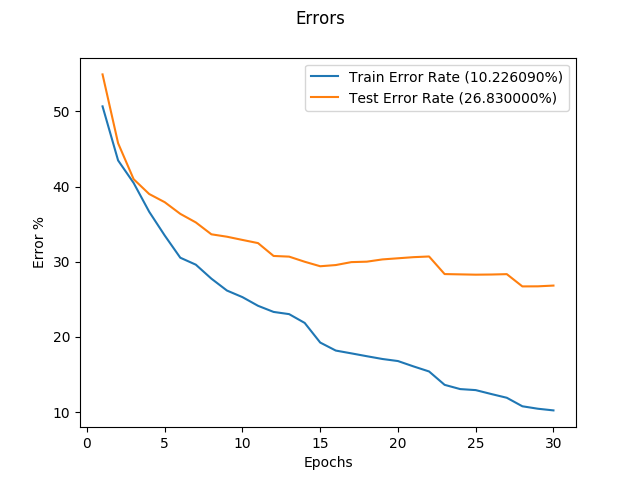 Errors
Train Error Rate (10.226090%)
Test Error Rate (26.830000%)
Error %
50
40
30
20
10
0 5 10 15 20 25 30
Epochs